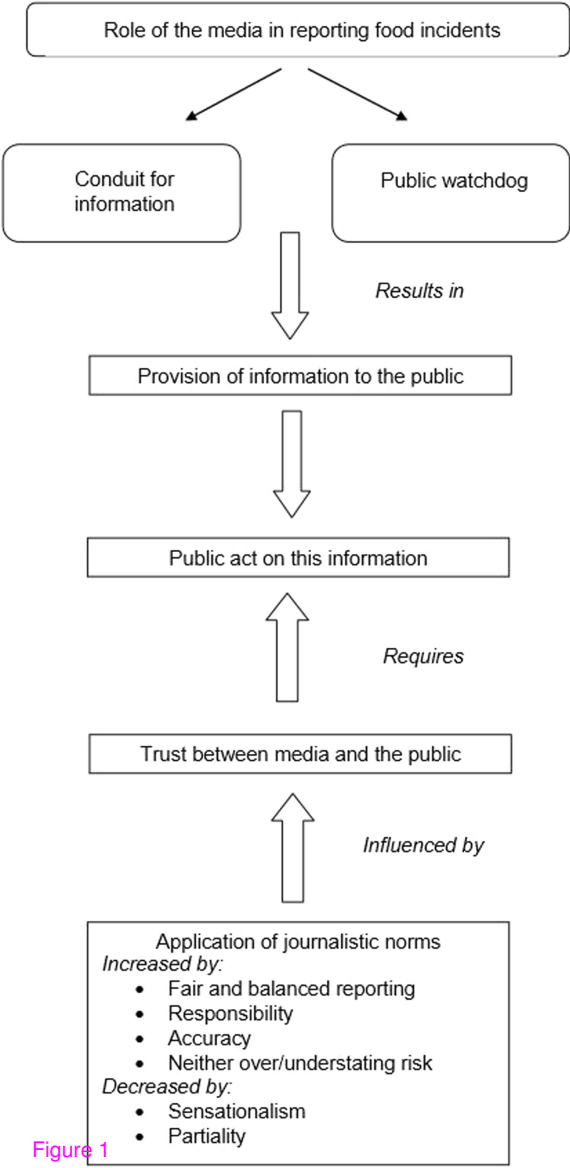 Role of the media in reporting food incidents
Conduit for
information
Public watchdog
Results in
Provision of information to the public
Public act on this information
Requires
Trust between media and the public
Influenced by
Application of journalistic norms
Increased by:
• Fair and balanced reporting
• Responsibility
• Accuracy
• Neither over/understating risk
Decreased by:
• Sensationalism
• Partiality
Figure 1